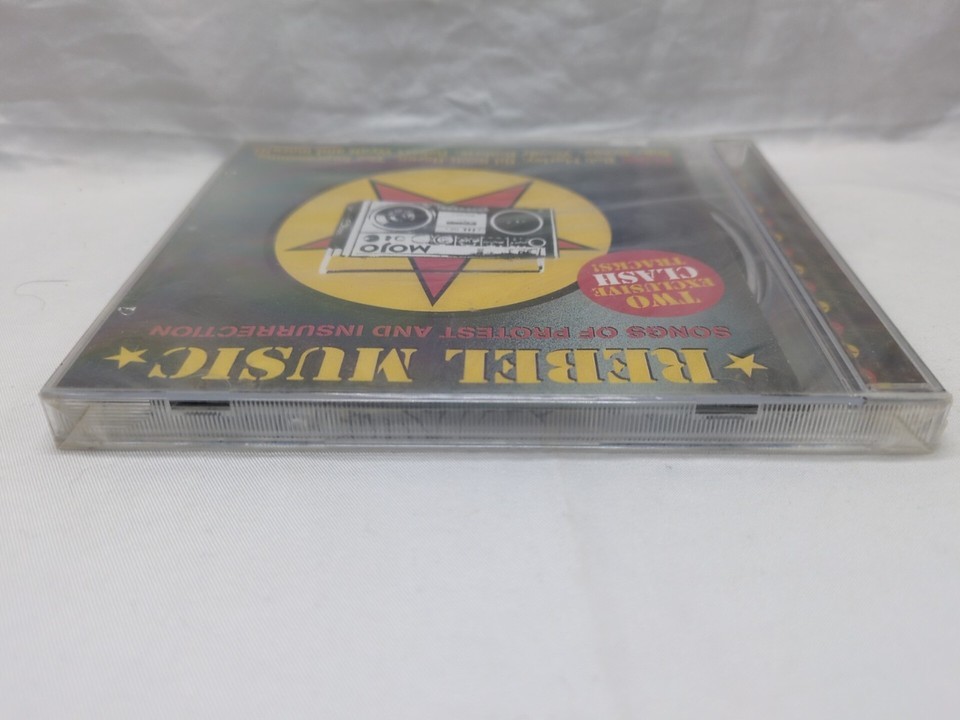 ★REBEL MUSIC★
SONGS OF PROTEST AND INSURRECTION
TWO
EXCLUSIVE
CLASH
TRACKS!
MOJO